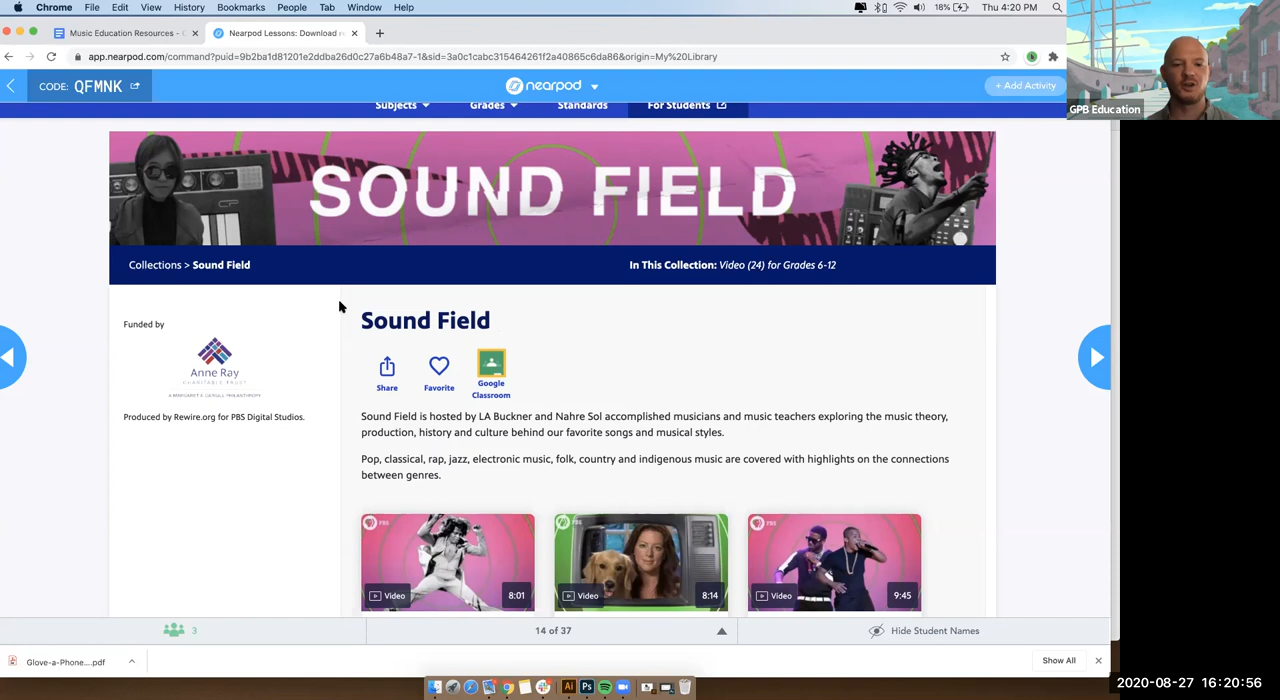 Chrome File Edit View History Bookmarks People Tab Window Help
18% Thu 4:20 PM
Music Education Resources -
Nearpod Lessons: Download
app.nearpod.com/command?puid=9b2ba1d81201e2ddba26d0c27a6b48a7-1&sid=3a0c1cabc315464261f2a40865c6da86&origin=My%20Library
CODE: QFMNK
nearpod
+ Add Activity
GPB Education
Subjects Grades Standards For Students
SOUND FIELD
Collections > Sound Field
In This Collection: Video (24) for Grades 6-12
Funded by
Anne Ray
Produced by Rewire.org for PBS Digital Studios.
Sound Field
Share Favorite Google Classroom
Sound Field is hosted by LA Buckner and Nahre Sol accomplished musicians and music teachers exploring the music theory,
production, history and culture behind our favorite songs and musical styles.
Pop, classical, rap, jazz, electronic music, folk, country and indigenous music are covered with highlights on the connections
between genres.
PBS PBS PBS
Video 8:01 Video 8:14 Video 9:45
3 14 of 37 Hide Student Names
Glove-a-Phone....pdf Show All
Ai Ps
2020-08-27 16:20:56